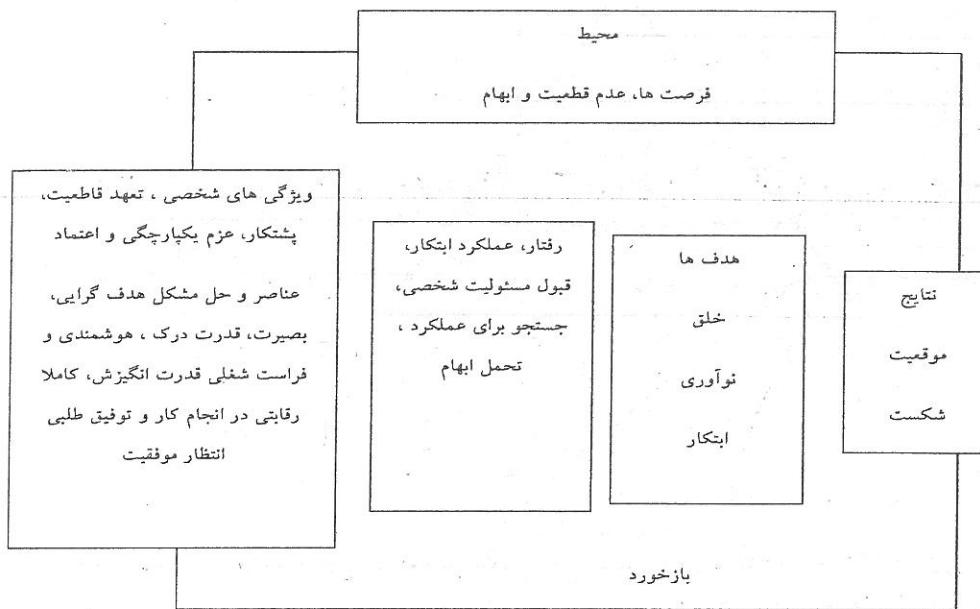 محیط
فرصت ها، عدم قطعیت و ابهام
ویژگی های شخصی ، تعهد قاطعیت،
پشتکار، عزم یکپارچگی و اعتماد
عناصر و حل مشکل هدف گرایی،
بصیرت، قدرت درک ، هوشمندی و
فراست شغلی قدرت انگیزش، کاملا
رقابتی در انجام کار و توفیق طلبی
انتظار موفقیت
رفتار، عملکرد ابتکار،
قبول مسئولیت شخصی،
جستجو برای عملکرد ،
تحمل ابهام
هدف ها
خلق
نوآوری
ابتکار
نتایج
موقعیت
شکست
بازخورد